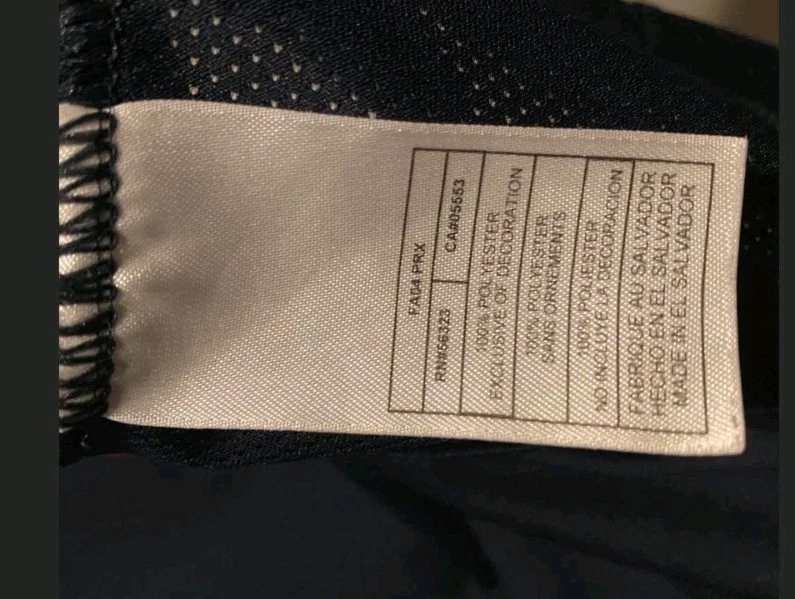 FA04 PRX
RN#56323 CA#05553
100% POLYESTER
EXCLUSIVE OF DECORATION
100% POLYESTER
SANS ORNEMENTS
100% POLIESTER
NO INCLUYE LA DECORACION
FABRIQUE AU SALVADOR
HECHO EN EL SALVADOR
MADE IN EL SALVADOR